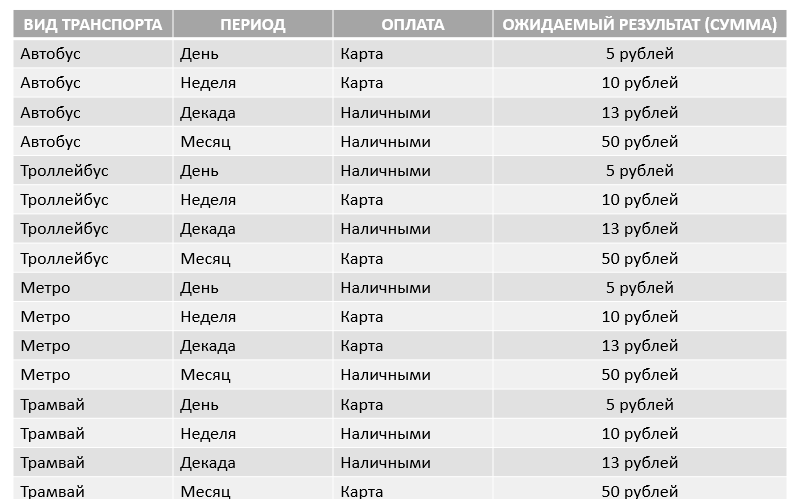 ВИД ТРАНСПОРТА ПЕРИОД ОПЛАТА ОЖИДАЕМЫЙ РЕЗУЛЬТАТ (СУММА)
Автобус День Карта 5 рублей
Автобус Неделя Карта 10 рублей
Автобус Декада Наличными 13 рублей
Автобус Месяц Наличными 50 рублей
Троллейбус День Наличными 5 рублей
Троллейбус Неделя Карта 10 рублей
Троллейбус Декада Наличными 13 рублей
Троллейбус Месяц Карта 50 рублей
Метро День Наличными 5 рублей
Метро Неделя Карта 10 рублей
Метро Декада Карта 13 рублей
Метро Месяц Наличными 50 рублей
Трамвай День Карта 5 рублей
Трамвай Неделя Наличными 10 рублей
Трамвай Декада Наличными 13 рублей
Трамвай Месяц Карта 50 рублей